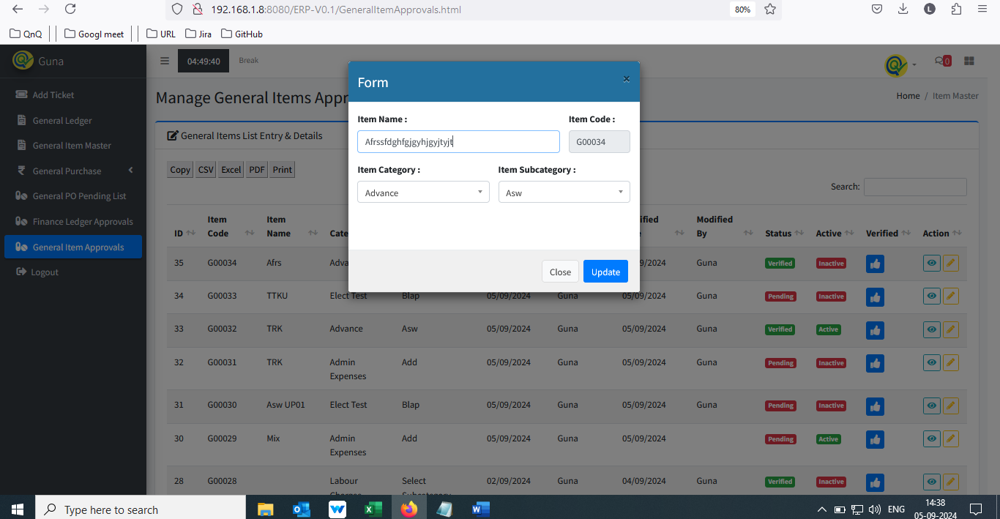 192.168.1.8:8080/ERP-V0.1/GeneralItemApprovals.html 80% L
QnQ Googl meet URL Jira GitHub
Guna
04:49:40 Break 0
Add Ticket
General Ledger
General Item Master
General Purchase
General PO Pending List
Finance Ledger Approvals
General Item Approvals
Logout
Manage General Items Appr
Home / Item Master
General Items List Entry & Details
Copy CSV Excel PDF Print
Search:
Form ×
Item Name : Item Code :
Afrssfdghfgjgyhjgyjtyjt G00034
Item Category : Item Subcategory :
Advance Asw
Close Update
ID Item Code Item Name Cate ified Modified By Status Active Verified Action
35 G00034 Afrs Adva 9/2024 Guna Verified Inactive
34 G00033 TTKU Elect Test Blap 05/09/2024 Guna 05/09/2024 Guna Pending Inactive
33 G00032 TRK Advance Asw 05/09/2024 Guna 05/09/2024 Guna Verified Active
32 G00031 TRK Admin Expenses Add 05/09/2024 Guna 05/09/2024 Guna Pending Inactive
31 G00030 Asw UP01 Elect Test Blap 05/09/2024 Guna 05/09/2024 Guna Pending Inactive
30 G00029 Mix Admin Expenses Add 05/09/2024 Guna 05/09/2024 Pending Active
28 G00028 Labour Charges Select Subcategory 02/09/2024 Guna 04/09/2024 Guna Verified Inactive
Type here to search
ENG 14:38
05-09-2024